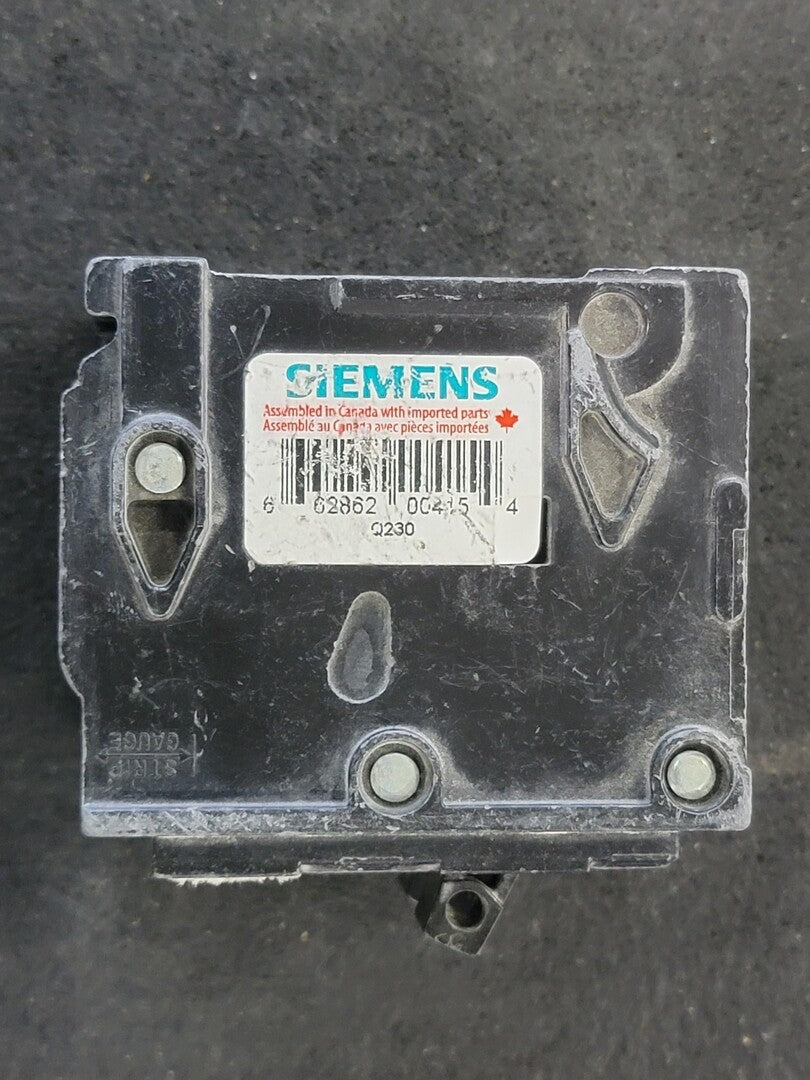 SIEMENS
Assembled in Canada with imported parts
Assemblé au Canada avec pièces importées
6 62862 00415 4
Q230
STRIP
GAUGE